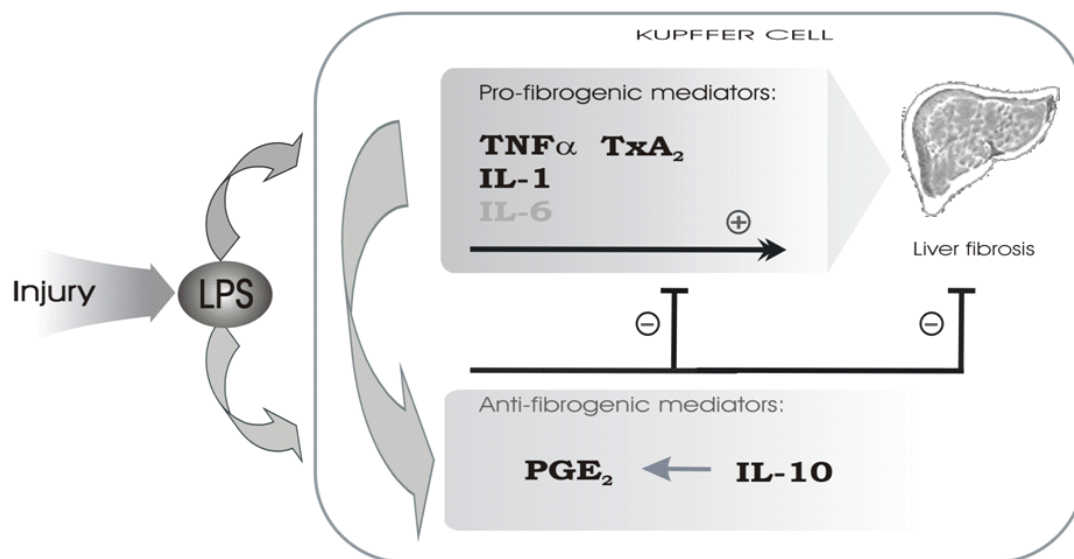 KUPFFER CELL
Pro-fibrogenic mediators:
TNFα TxA₂
IL-1
IL-6
⊕
Liver fibrosis
Injury
LPS
⊖ ⊖
Anti-fibrogenic mediators:
PGE₂ IL-10